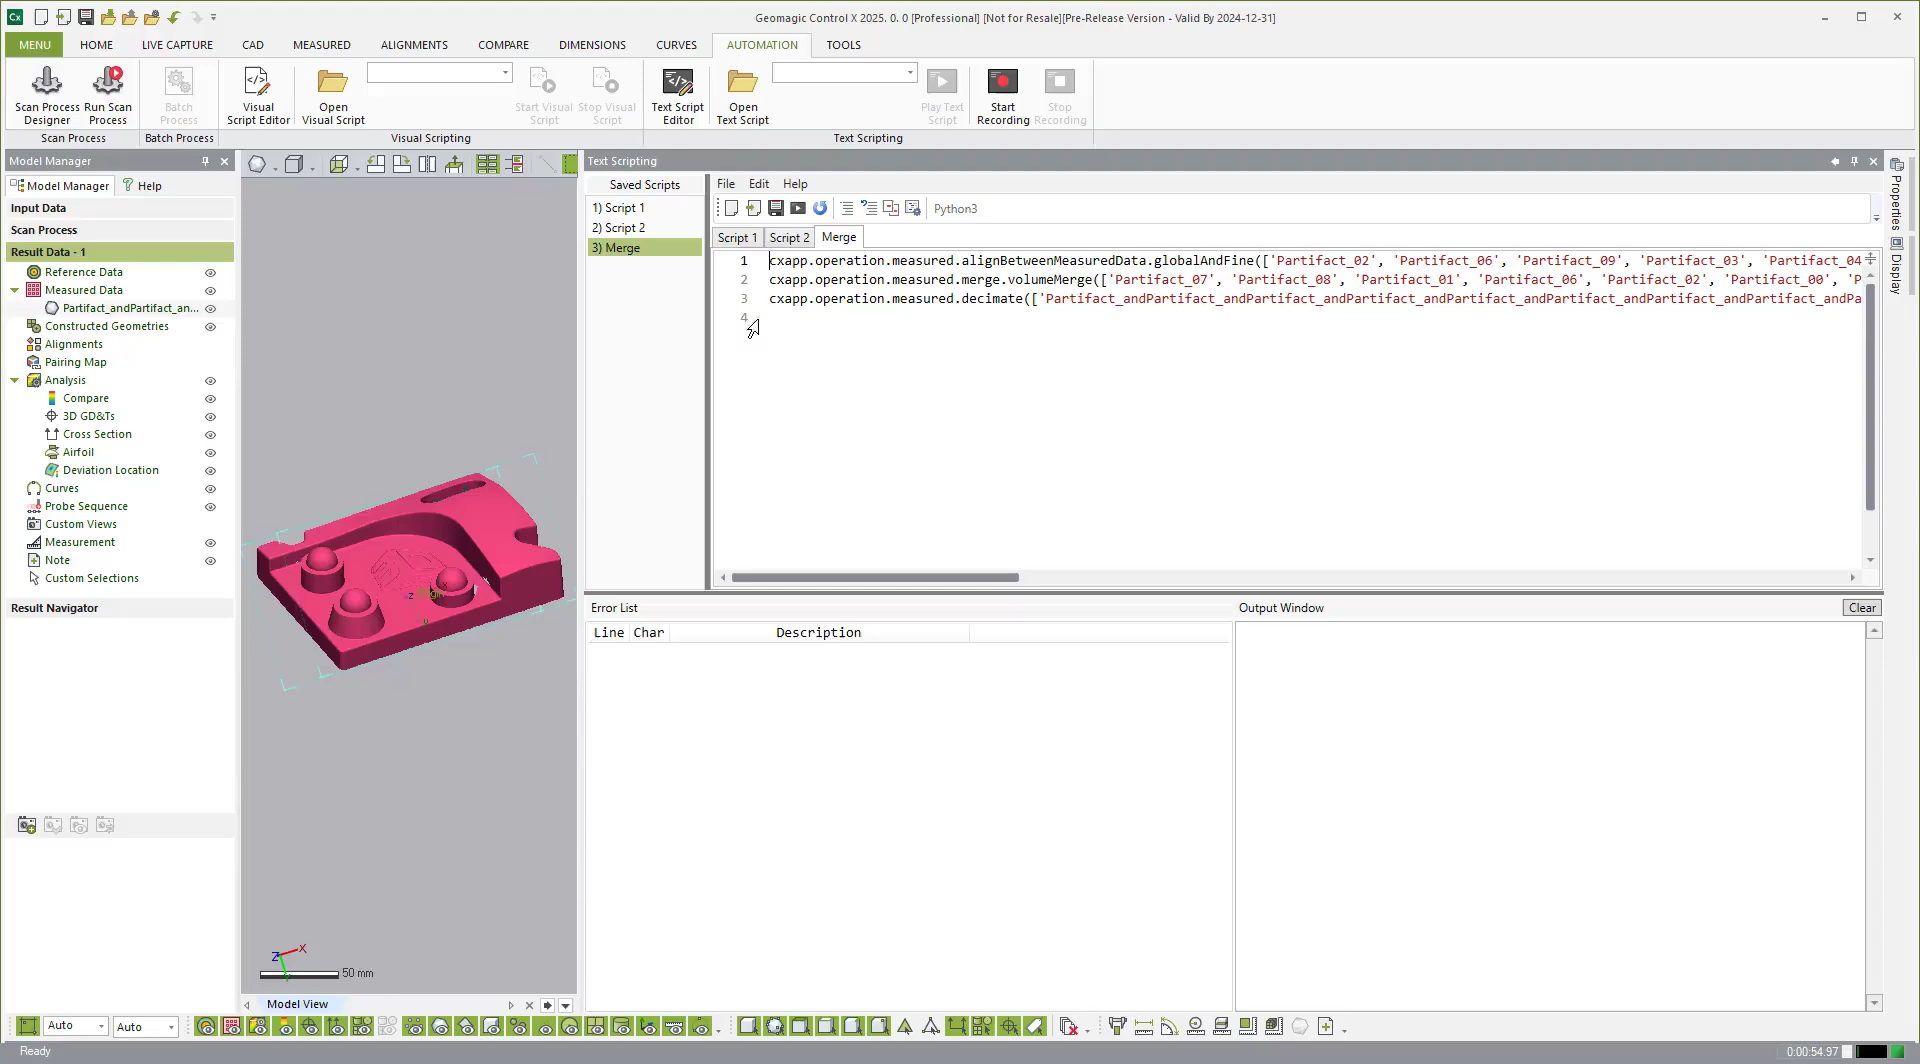 Geomagic Control X 2025. 0. 0 [Professional] [Not for Resale][Pre-Release Version - Valid By 2024-12-31]
MENU HOME LIVE CAPTURE CAD MEASURED ALIGNMENTS COMPARE DIMENSIONS CURVES AUTOMATION TOOLS
Scan Process Designer
Run Scan Process
Batch Process
Visual Script Editor
Open Visual Script
Start Visual Script
Stop Visual Script
Text Script Editor
Open Text Script
Play Text Script
Start Recording
Stop Recording
Scan Process Batch Process Visual Scripting Text Scripting
Model Manager
Model Manager Help
Input Data
Scan Process
Result Data - 1
Reference Data
Measured Data
Partifact_andPartifact_an...
Constructed Geometries
Alignments
Pairing Map
Analysis
Compare
3D GD&Ts
Cross Section
Airfoil
Deviation Location
Curves
Probe Sequence
Custom Views
Measurement
Note
Custom Selections
Result Navigator
Z X
50 mm
Model View
Text Scripting
Saved Scripts
1) Script 1
2) Script 2
3) Merge
File Edit Help
Python3
Script 1 Script 2 Merge
1 cxapp.operation.measured.alignBetweenMeasuredData.globalAndFine(['Partifact_02', 'Partifact_06', 'Partifact_09', 'Partifact_03', 'Partifact_04
2 cxapp.operation.measured.merge.volumeMerge(['Partifact_07', 'Partifact_08', 'Partifact_01', 'Partifact_06', 'Partifact_02', 'Partifact_00', 'P
3 cxapp.operation.measured.decimate(['Partifact_andPartifact_andPartifact_andPartifact_andPartifact_andPartifact_andPartifact_andPartifact_andPa
4
Error List
Line Char Description
Output Window
Clear
Properties
Display
Auto Auto
Ready
0:00:54.97